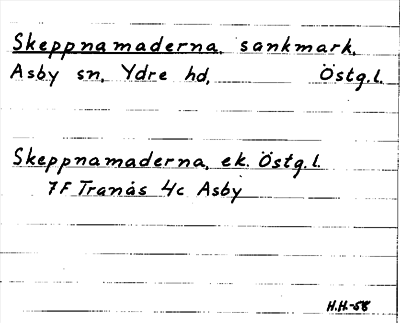 Skeppnamaderna, sankmark,
Asby sn, Ydre hd, Östg.l.
Skeppnamaderna, ek. Östg.l.
7F Tranås 4c Asby
H.H.-58